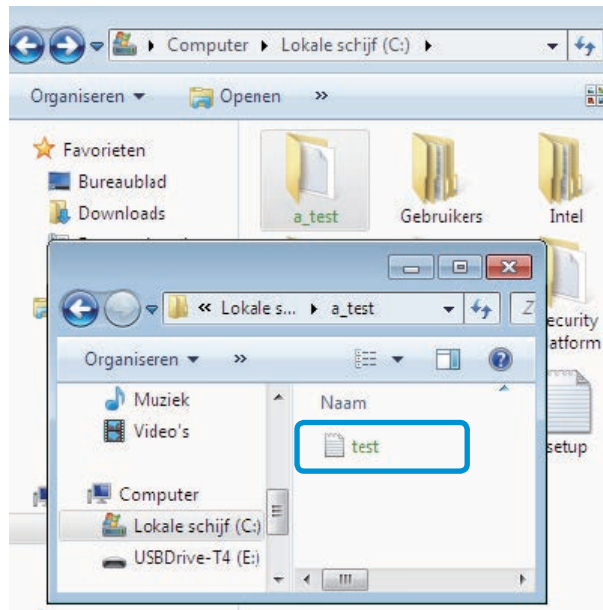 Computer Lokale schijf (C:)
Organiseren Openen »
Favorieten
Bureaublad
Downloads
a_test Gebruikers Intel
ecurity
atform
setup
« Lokale s... a_test Z
Organiseren »
Muziek
Video's
Computer
Lokale schijf (C:)
USBDrive-T4 (E:)
Naam
test